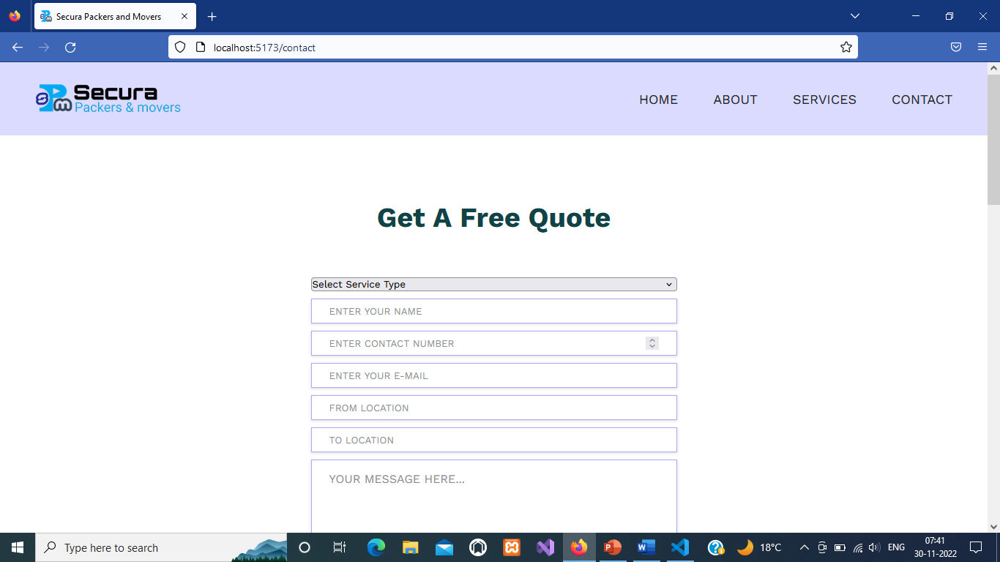 Secura Packers and Movers
localhost:5173/contact
Secura
Packers & movers
HOME ABOUT SERVICES CONTACT
Get A Free Quote
Select Service Type
ENTER YOUR NAME
ENTER CONTACT NUMBER
ENTER YOUR E-MAIL
FROM LOCATION
TO LOCATION
YOUR MESSAGE HERE...
Type here to search
18°C
ENG
07:41
30-11-2022